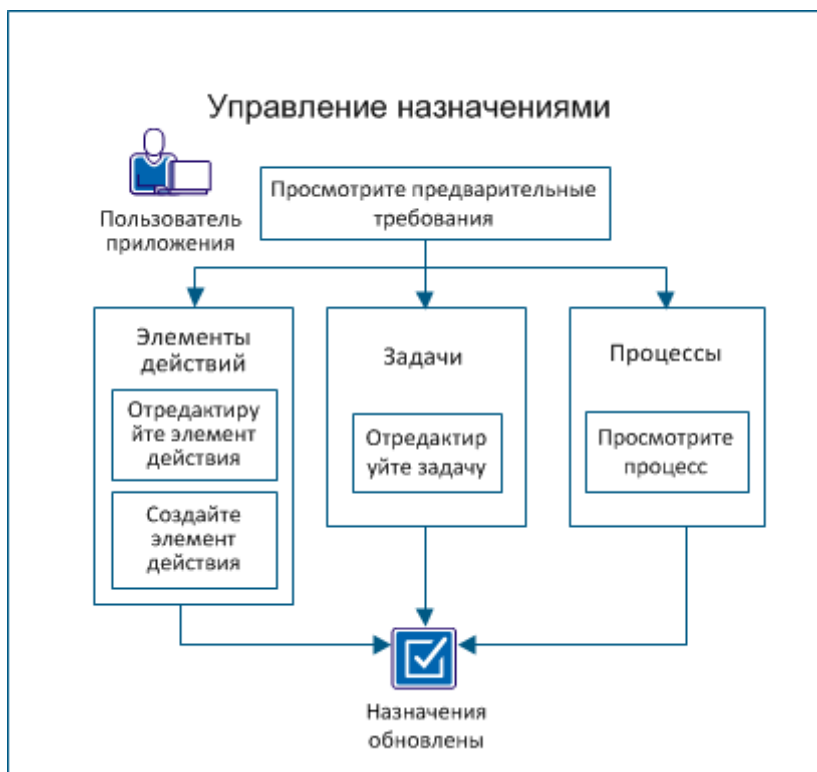 Управление назначениями
Пользователь
приложения
Просмотрите предварительные
требования
Элементы
действий
Отредактиру
йте элемент
действия
Создайте
элемент
действия
Задачи
Отредактир
уйте задачу
Процессы
Просмотрите
процесс
Назначения
обновлены